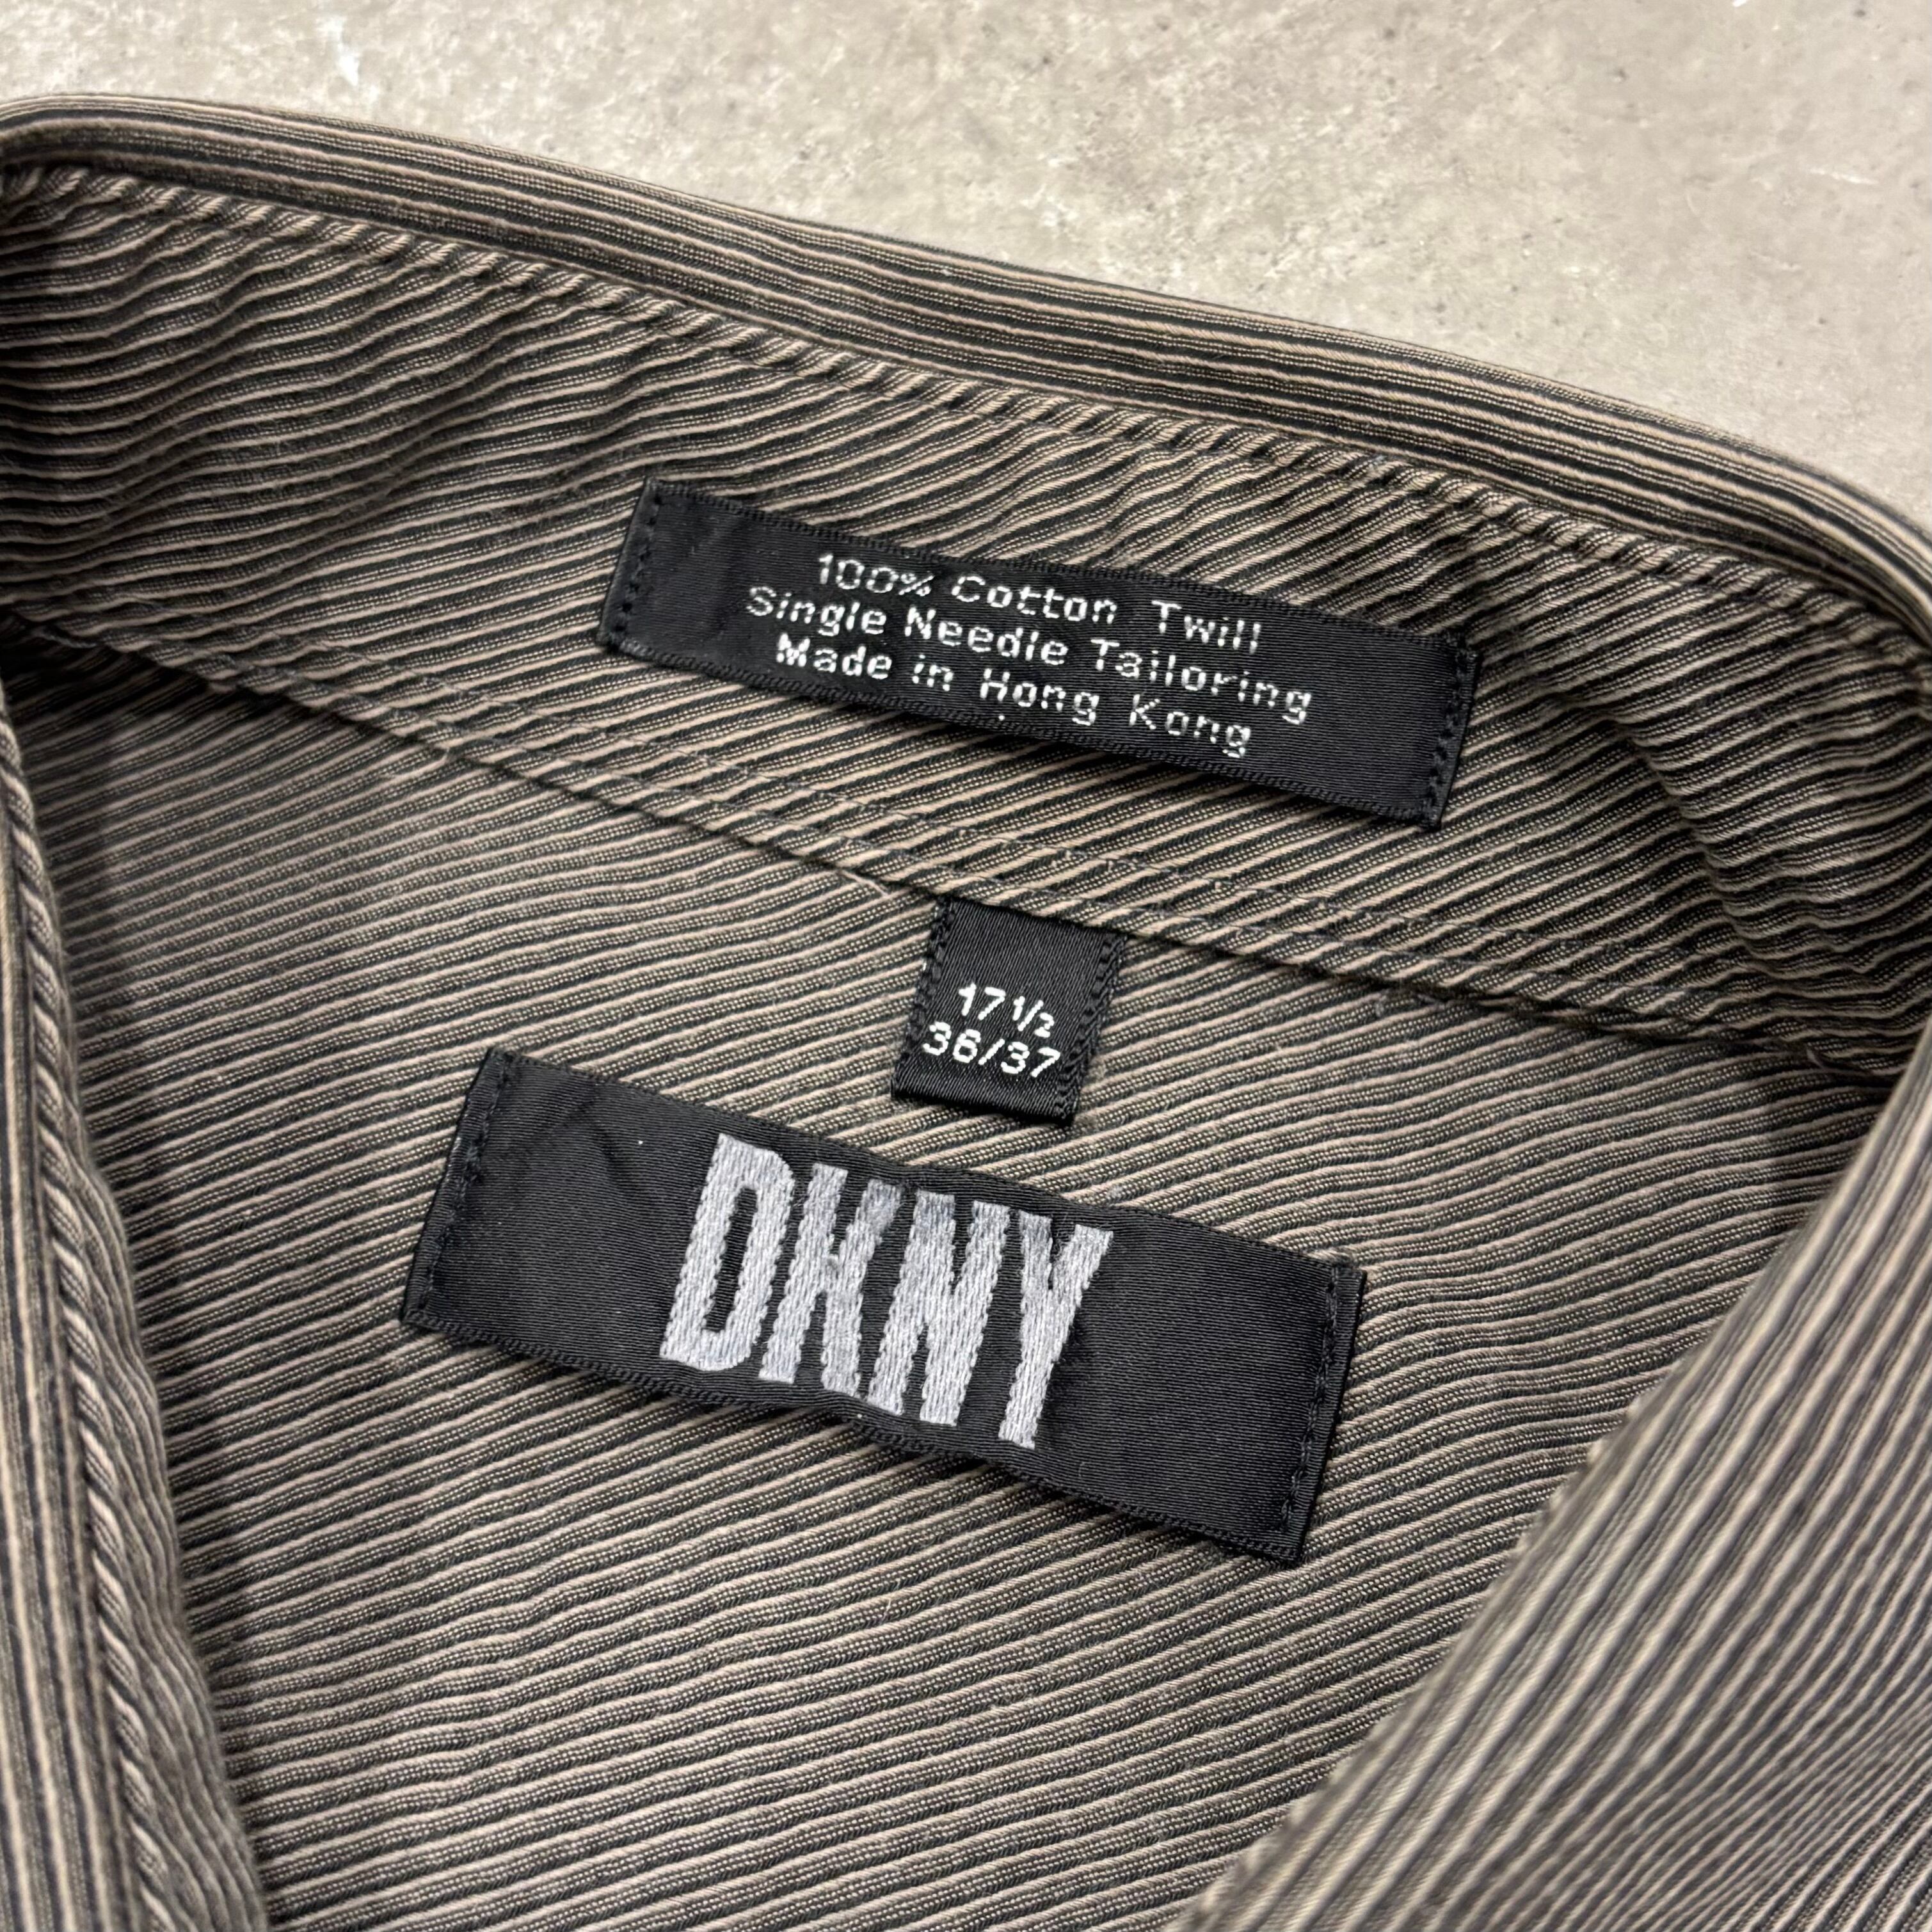 100% Cotton Twill
Single Needle Tailoring
Made in Hong Kong
17 1/2
36/37
DKNY